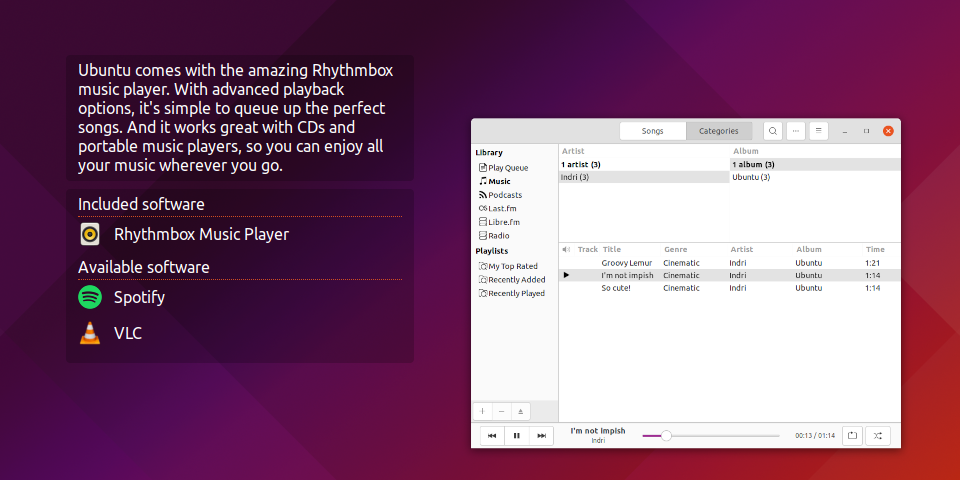 Ubuntu comes with the amazing Rhythmbox
music player. With advanced playback
options, it's simple to queue up the perfect
songs. And it works great with CDs and
portable music players, so you can enjoy all
your music wherever you go.
Included software
Rhythmbox Music Player
Available software
Spotify
VLC
Songs Categories
Library
Play Queue
Music
Podcasts
Last.fm
Libre.fm
Radio
Playlists
My Top Rated
Recently Added
Recently Played
Artist Album
1 artist (3) 1 album (3)
Indri (3) Ubuntu (3)
Track Title Genre Artist Album Time
Groovy Lemur Cinematic Indri Ubuntu 1:21
I'm not impish Cinematic Indri Ubuntu 1:14
So cute! Cinematic Indri Ubuntu 1:14
I'm not impish
Indri
00:13 / 01:14